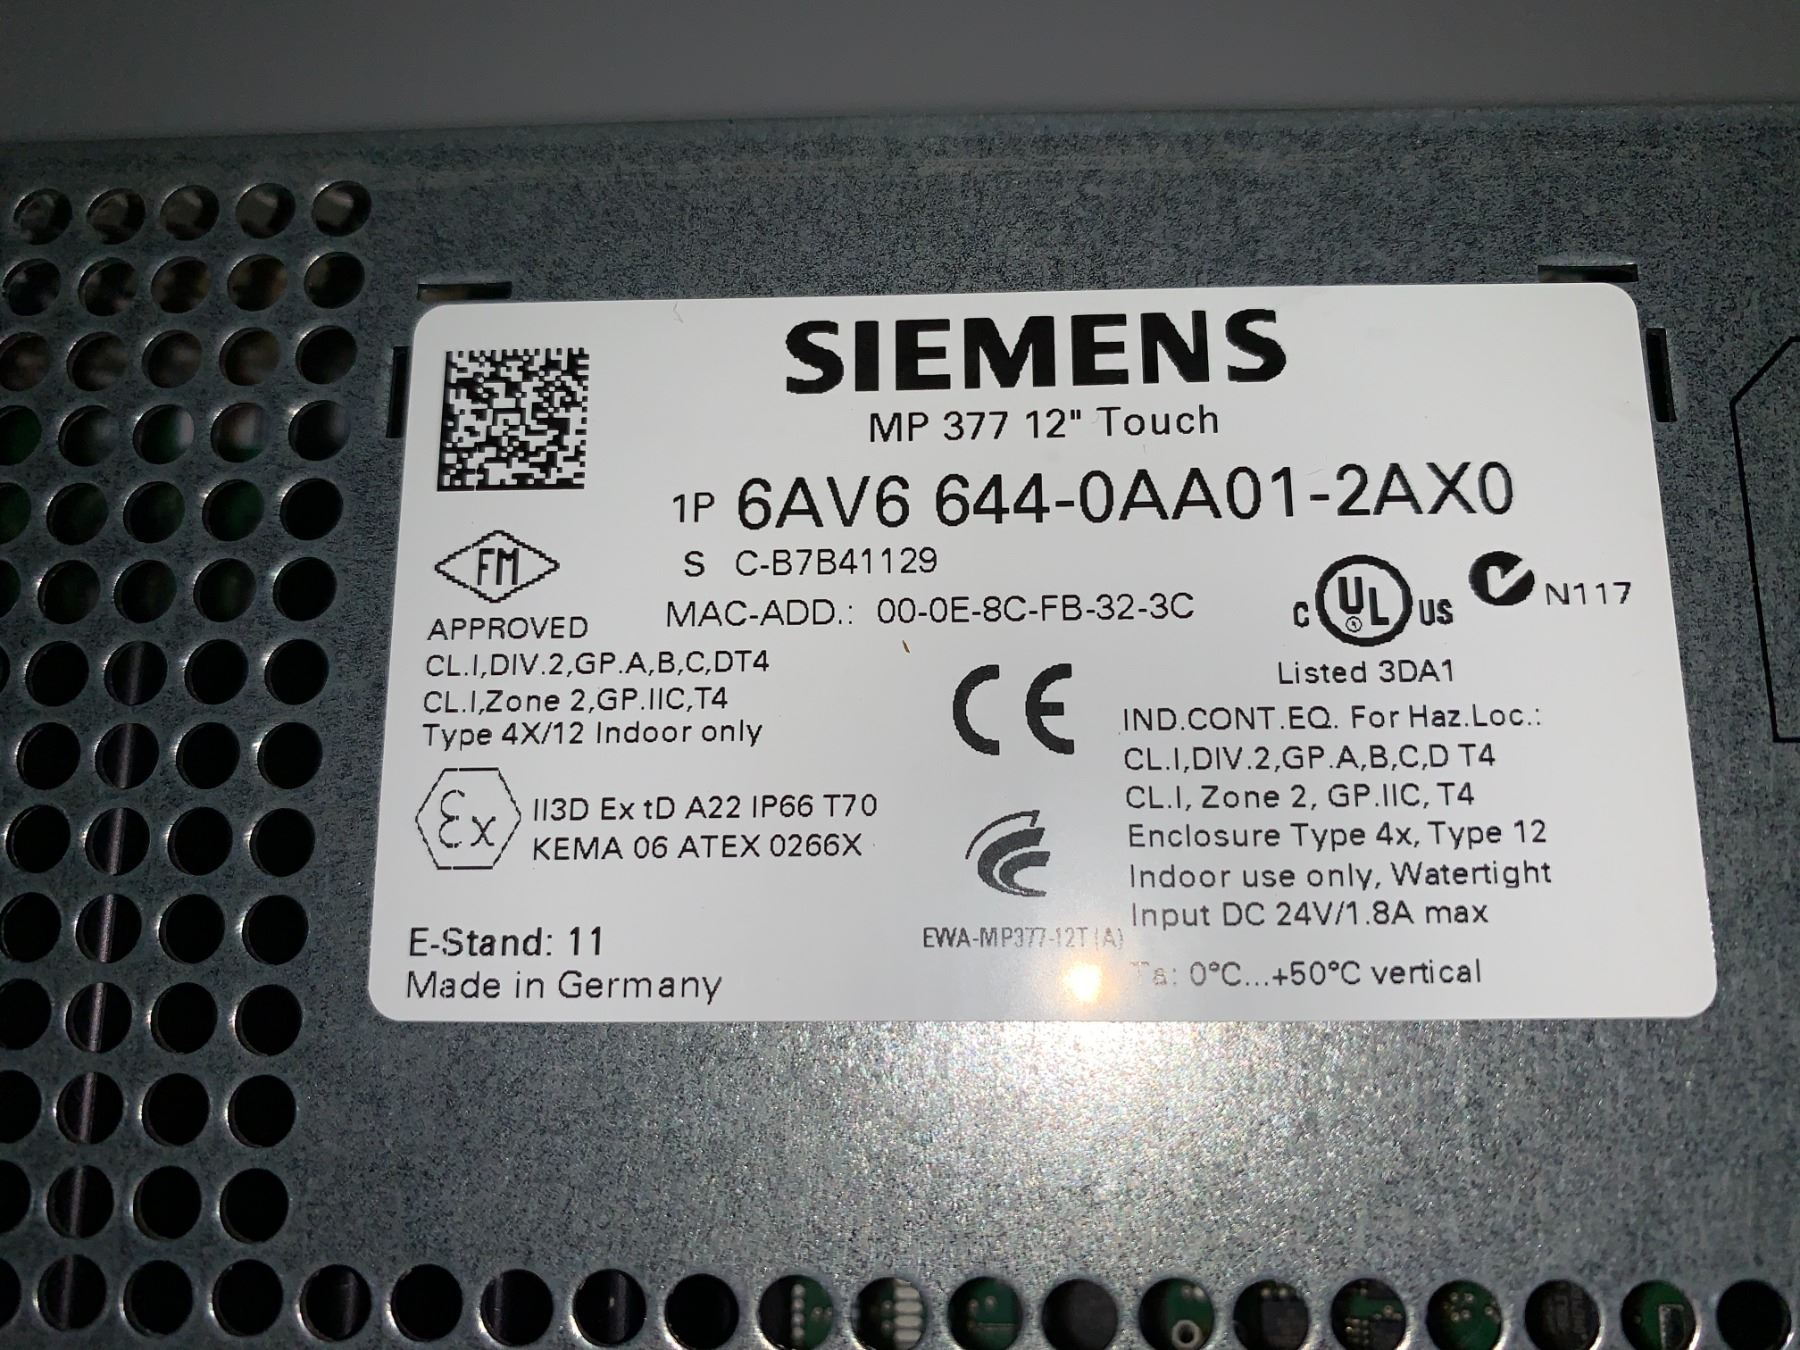 SIEMENS
MP 377 12" Touch
1P 6AV6 644-0AA01-2AX0
S C-B7B41129
MAC-ADD.: 00-0E-8C-FB-32-3C
FM
APPROVED
CL.I,DIV.2,GP.A,B,C,DT4
CL.I,Zone 2,GP.IIC,T4
Type 4X/12 Indoor only
Ex II3D Ex tD A22 IP66 T70
KEMA 06 ATEX 0266X
E-Stand: 11
Made in Germany
CE
EWA-MP377-12T(A)
C UL US
N117
Listed 3DA1
IND.CONT.EQ. For Haz.Loc.:
CL.I,DIV.2,GP.A,B,C,D T4
CL.I, Zone 2, GP.IIC, T4
Enclosure Type 4x, Type 12
Indoor use only, Watertight
Input DC 24V/1.8A max
Ta: 0°C...+50°C vertical